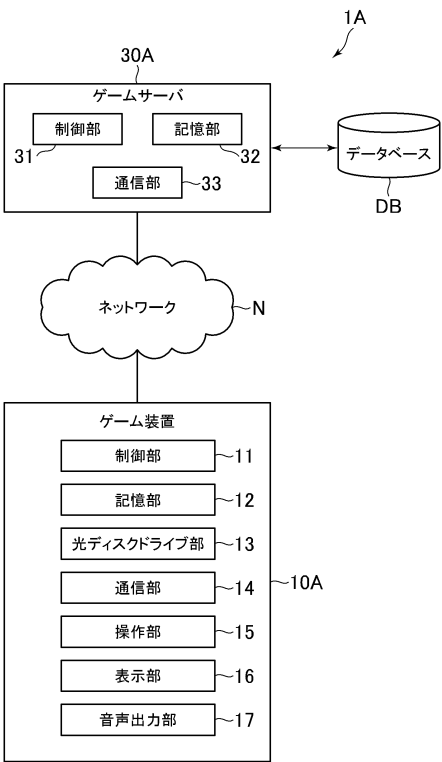 1A
30A
ゲームサーバ
制御部
31
記憶部
32
通信部
33
データベース
DB
ネットワーク
N
ゲーム装置
制御部 11
記憶部 12
光ディスクドライブ部 13
通信部 14
10A
操作部 15
表示部 16
音声出力部 17